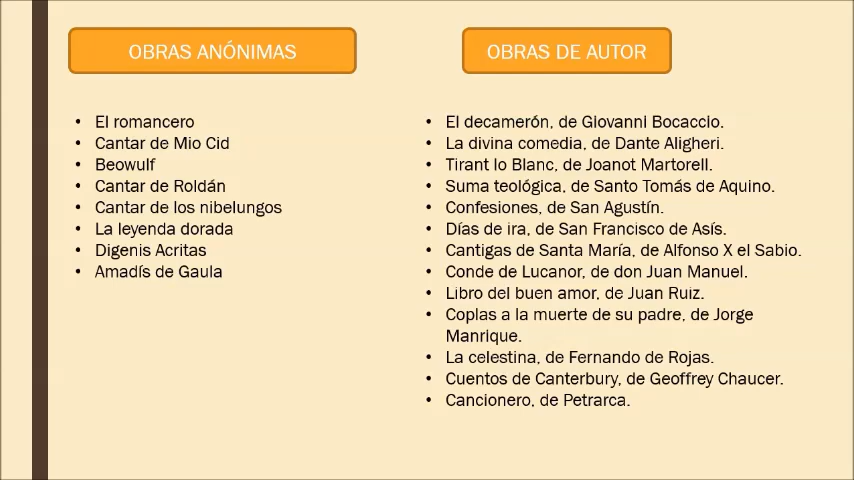 OBRAS ANÓNIMAS
• El romancero
• Cantar de Mio Cid
• Beowulf
• Cantar de Roldán
• Cantar de los nibelungos
• La leyenda dorada
• Digenis Acritas
• Amadís de Gaula
OBRAS DE AUTOR
• El decamerón, de Giovanni Bocaccio.
• La divina comedia, de Dante Aligheri.
• Tirant lo Blanc, de Joanot Martorell.
• Suma teológica, de Santo Tomás de Aquino.
• Confesiones, de San Agustín.
• Días de ira, de San Francisco de Asís.
• Cantigas de Santa María, de Alfonso X el Sabio.
• Conde de Lucanor, de don Juan Manuel.
• Libro del buen amor, de Juan Ruiz.
• Coplas a la muerte de su padre, de Jorge
Manrique.
• La celestina, de Fernando de Rojas.
• Cuentos de Canterbury, de Geoffrey Chaucer.
• Cancionero, de Petrarca.